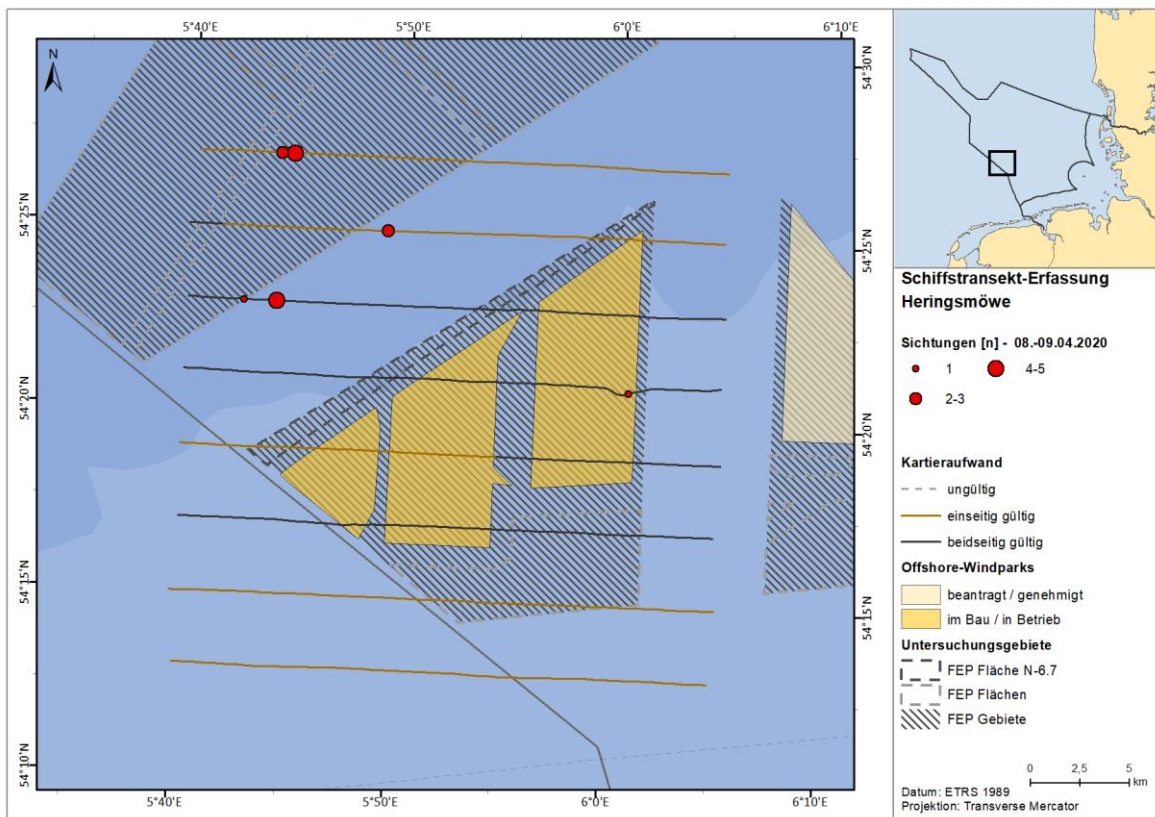 5°40'E 5°50'E 6°0'E 6°10'E
N
54°30'N
54°25'N
54°25'N
54°20'N
54°20'N
54°15'N
54°15'N
54°10'N
5°40'E 5°50'E 6°0'E 6°10'E
Schiffstransekt-Erfassung
Heringsmöwe
Sichtungen [n] - 08.-09.04.2020
1 4-5
2-3
Kartieraufwand
ungültig
einseitig gültig
beidseitig gültig
Offshore-Windparks
beantragt / genehmigt
im Bau / in Betrieb
Untersuchungsgebiete
FEP Fläche N-6.7
FEP Flächen
FEP Gebiete
0 2,5 5
km
Datum: ETRS 1989
Projektion: Transverse Mercator